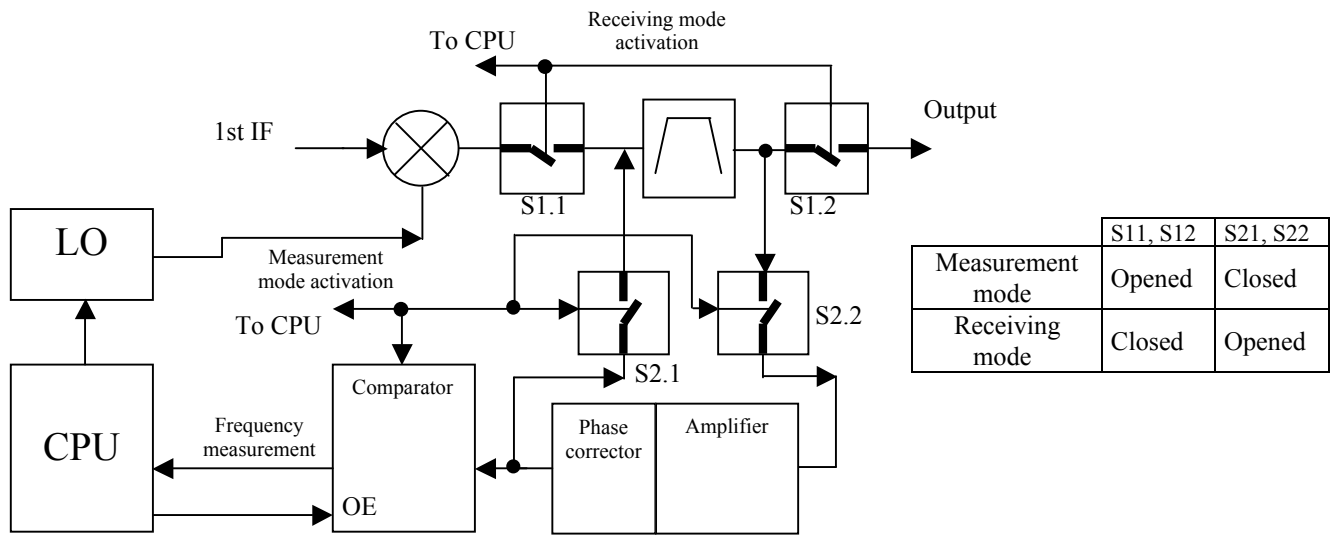 Receiving mode
activation
To CPU
Output
1st IF
S1.1
S1.2
LO
Measurement
mode activation
To CPU
S2.1
S2.2
S11, S12
S21, S22
Measurement
mode
Opened
Closed
Receiving
mode
Closed
Opened
Comparator
Phase
corrector
Amplifier
CPU
Frequency
measurement
OE